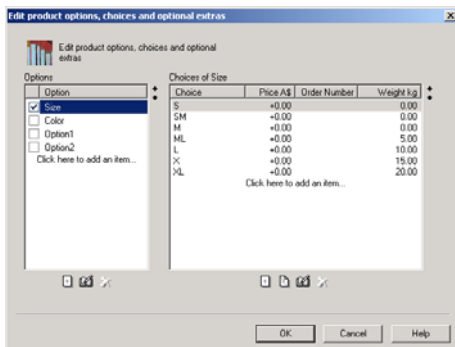 Edit product options, choices and optional extras
Edit product options, choices and optional
extras
Options
Choices of Size
Option
Size
Color
Option1
Option2
Click here to add an item...
Choice Price A$ Order Number Weight kg
S +0.00 0.00
SM +0.00 0.00
M +0.00 0.00
ML +0.00 5.00
L +0.00 10.00
X +0.00 15.00
XL +0.00 20.00
Click here to add an item...
OK Cancel Help